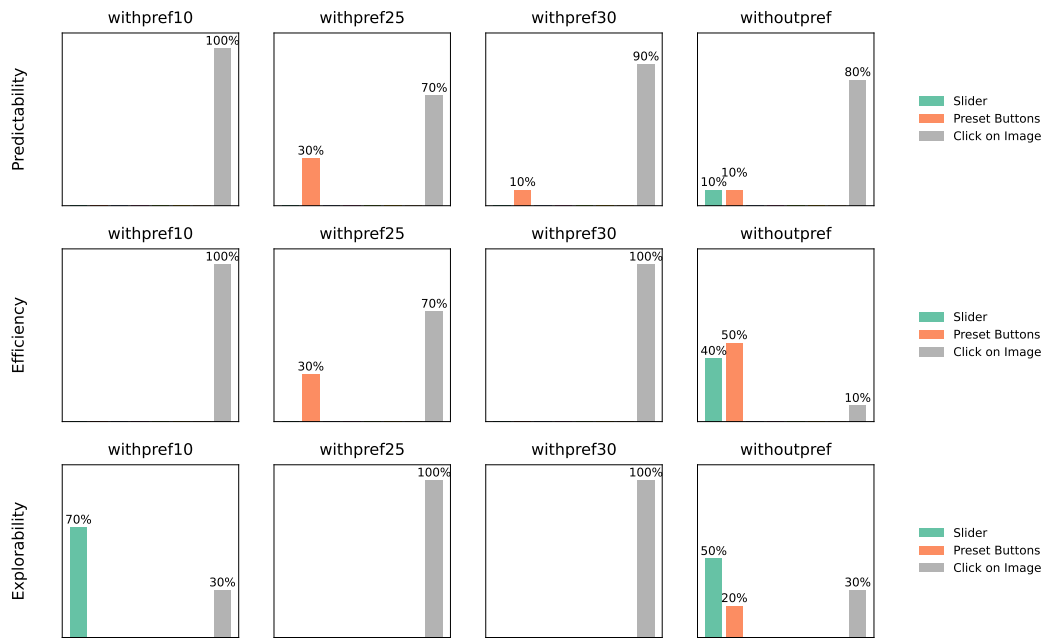 withpref10
withpref25
withpref30
withoutpref
Predictability
100%
30%
70%
10%
90%
10%
10%
80%
Slider
Preset Buttons
Click on Image
withpref10
withpref25
withpref30
withoutpref
Efficiency
100%
30%
70%
100%
40%
50%
10%
Slider
Preset Buttons
Click on Image
withpref10
withpref25
withpref30
withoutpref
Explorability
70%
30%
100%
100%
50%
20%
30%
Slider
Preset Buttons
Click on Image